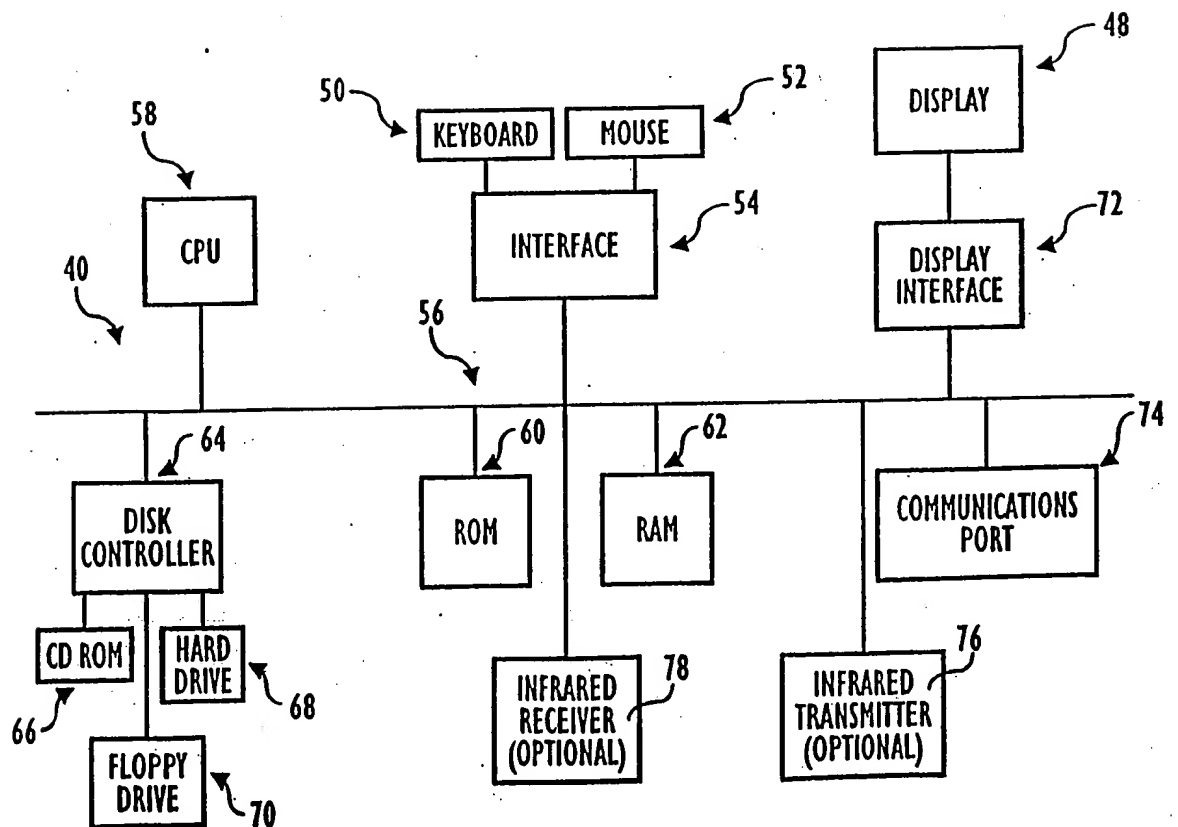 48
50
52
DISPLAY
58
KEYBOARD
MOUSE
54
72
CPU
INTERFACE
DISPLAY
INTERFACE
40
56
64
60
62
74
DISK
CONTROLLER
ROM
RAM
COMMUNICATIONS
PORT
CD ROM
HARD
DRIVE
66
68
78
76
INFRARED
RECEIVER
(OPTIONAL)
INFRARED
TRANSMITTER
(OPTIONAL)
FLOPPY
DRIVE
70